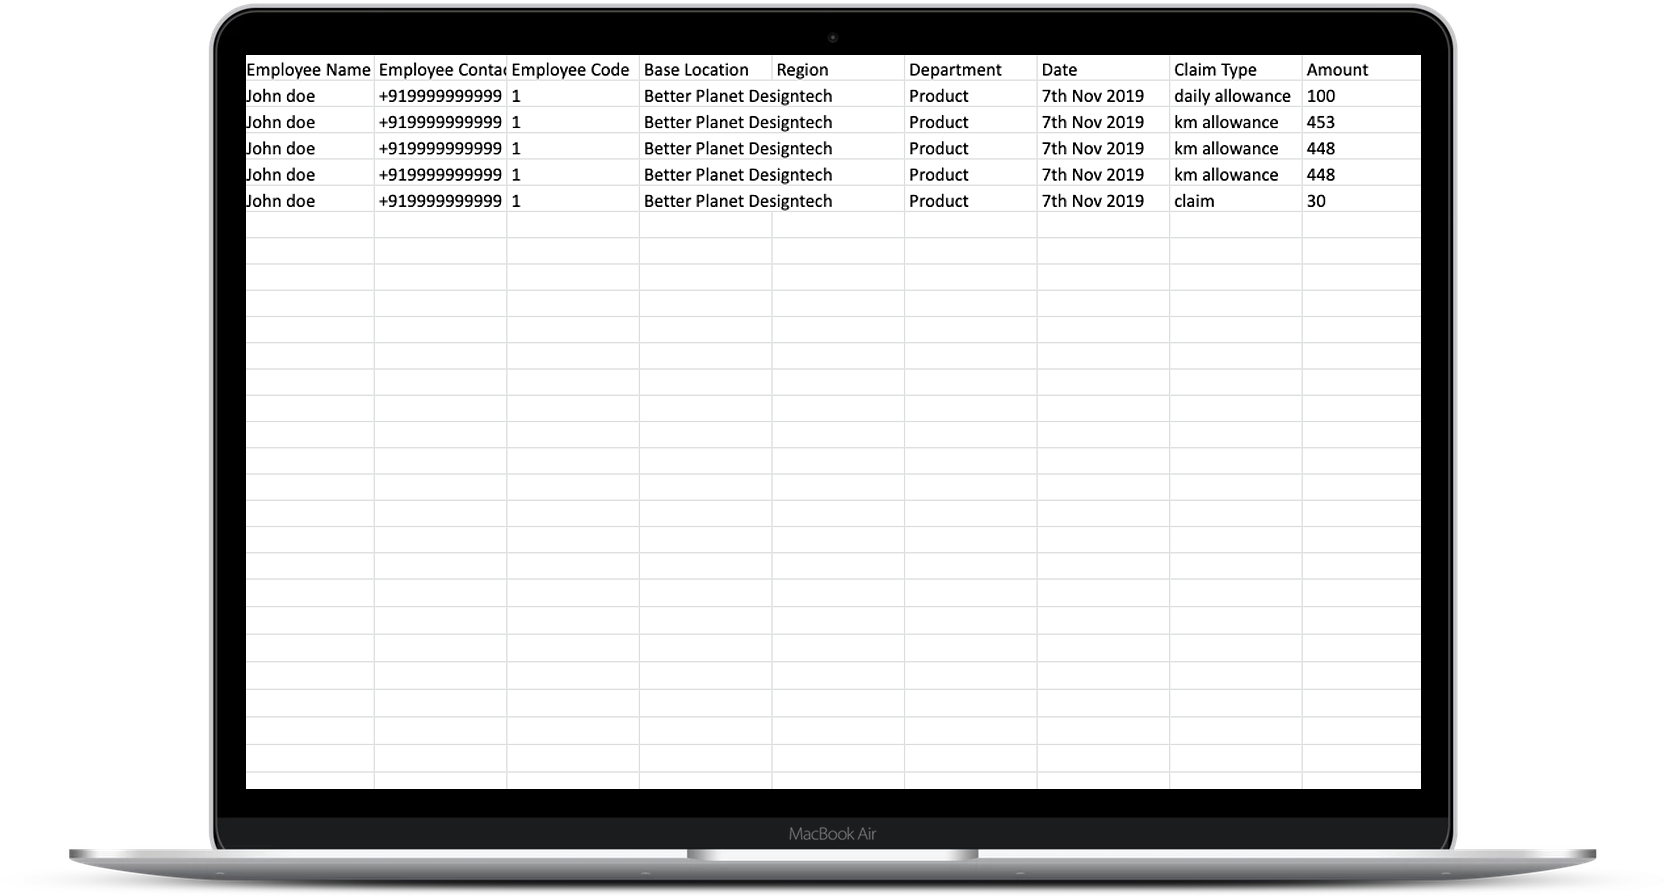 Employee Name Employee Contac Employee Code Base Location Region Department Date Claim Type Amount
John doe +919999999999 1 Better Planet Designtech Product 7th Nov 2019 daily allowance 100
John doe +919999999999 1 Better Planet Designtech Product 7th Nov 2019 km allowance 453
John doe +919999999999 1 Better Planet Designtech Product 7th Nov 2019 km allowance 448
John doe +919999999999 1 Better Planet Designtech Product 7th Nov 2019 km allowance 448
John doe +919999999999 1 Better Planet Designtech Product 7th Nov 2019 claim 30
MacBook Air